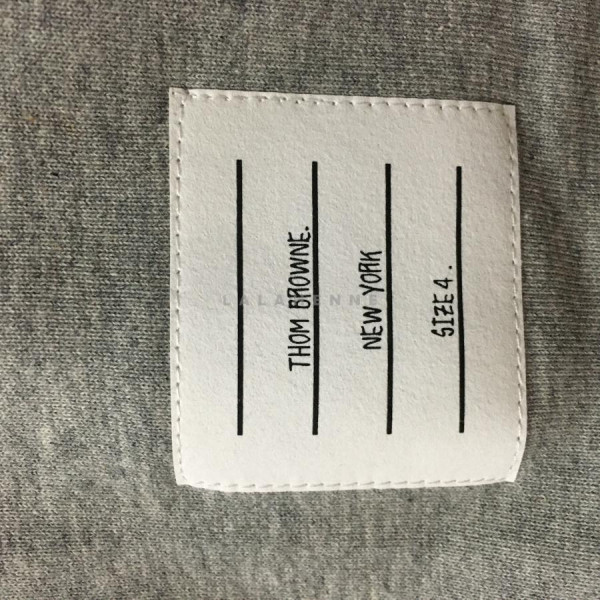 THOM BROWNE.
NEW YORK
SIZE 4.